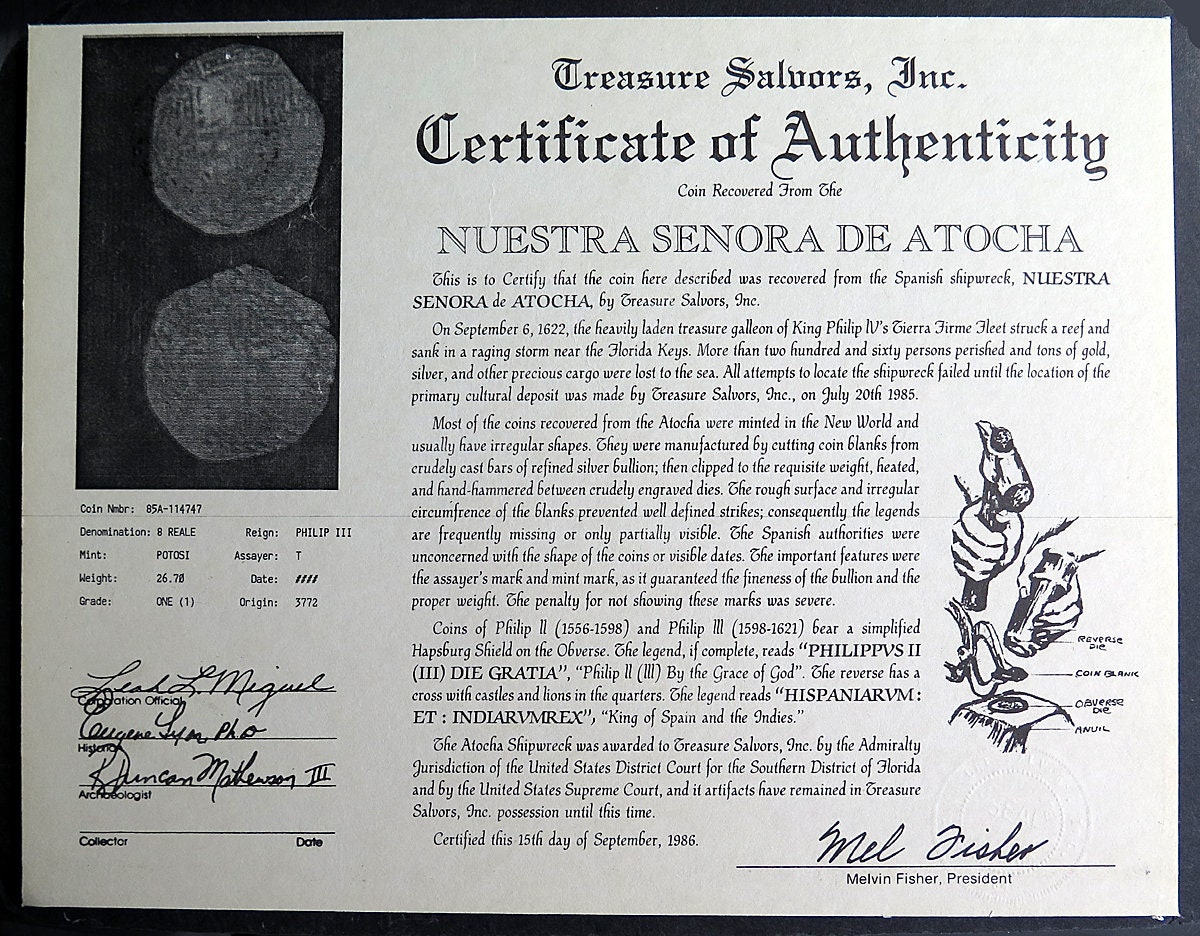 Treasure Salvors, Inc.
Certificate of Authenticity
Coin Recovered From The
NUESTRA SENORA DE ATOCHA
This is to Certify that the coin here described was recovered from the Spanish shipwreck, NUESTRA
SENORA de ATOCHA, by Treasure Salvors, Inc.
On September 6, 1622, the heavily laden treasure galleon of King Philip lV's Tierra Firme Fleet struck a reef and
sank in a raging storm near the Florida Keys. More than two hundred and sixty persons perished and tons of gold,
silver, and other precious cargo were lost to the sea. All attempts to locate the shipwreck failed until the location of the
primary cultural deposit was made by Treasure Salvors, Inc., on July 20th 1985.
Most of the coins recovered from the Atocha were minted in the New World and
usually have irregular shapes. They were manufactured by cutting coin blanks from
crudely cast bars of refined silver bullion; then clipped to the requisite weight, heated,
and hand-hammered between crudely engraved dies. The rough surface and irregular
circumfrence of the blanks prevented well defined strikes; consequently the legends
are frequently missing or only partially visible. The Spanish authorities were
unconcerned with the shape of the coins or visible dates. The important features were
the assayer's mark and mint mark, as it guaranteed the fineness of the bullion and the
proper weight. The penalty for not showing these marks was severe.
Coins of Philip ll (1556-1598) and Philip lll (1598-1621) bear a simplified
Hapsburg Shield on the Obverse. The legend, if complete, reads "PHILIPPVS II
(III) DIE GRATIA", "Philip ll (lll) By the Grace of God". The reverse has a
cross with castles and lions in the quarters. The legend reads "HISPANIARVM :
ET : INDIARVMREX", "King of Spain and the Indies."
The Atocha Shipwreck was awarded to Treasure Salvors, Inc. by the Admiralty
Jurisdiction of the United States District Court for the Southern District of Florida
and by the United States Supreme Court, and it artifacts have remained in Treasure
Salvors, Inc. possession until this time.
Certified this 15th day of September, 1986.
REVERSE
DIE
COIN BLANK
OBVERSE
DIE
ANVIL
Mel Fisher
Melvin Fisher, President
Coin Nmbr: 85A-114747
Denomination: 8 REALE Reign: PHILIP III
Mint: POTOSI Assayer: T
Weight: 26.70 Date: ####
Grade: ONE (1) Origin: 3772
Leah L. Miguel
Corporation Official
Eugene Lyon PhD
Historian
R Duncan Mathewson III
Archaeologist
Collector Date